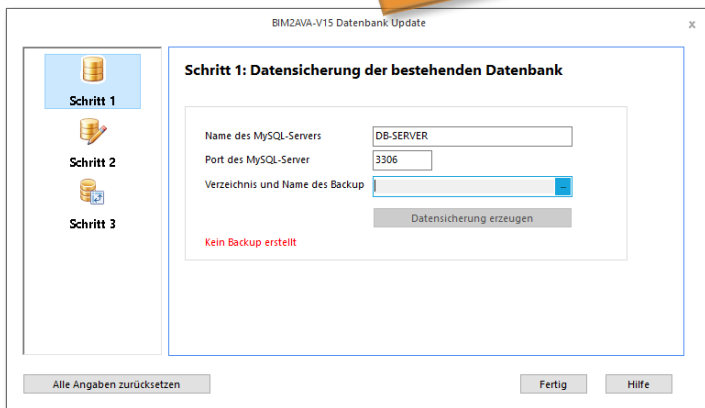 BIM2AVA-V15 Datenbank Update
x
Schritt 1
Schritt 2
Schritt 3
Schritt 1: Datensicherung der bestehenden Datenbank
Name des MySQL-Servers DB-SERVER
Port des MySQL-Server 3306
Verzeichnis und Name des Backup ...
Datensicherung erzeugen
Kein Backup erstellt
Alle Angaben zurücksetzen Fertig Hilfe